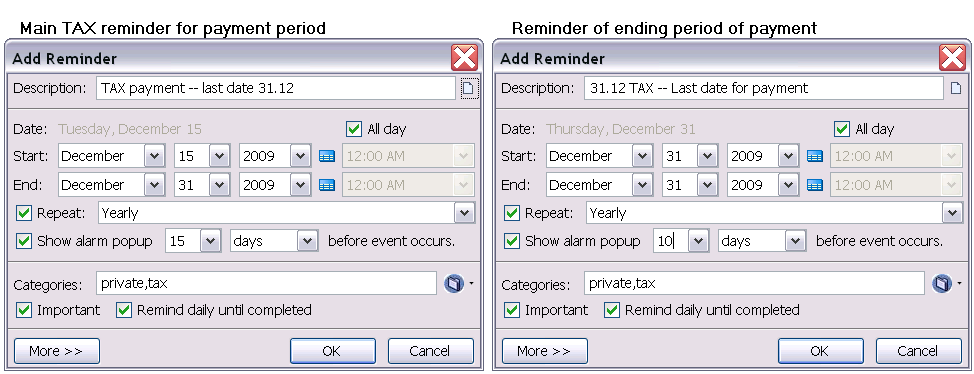 Main TAX reminder for payment period
Add Reminder
Description: TAX payment -- last date 31.12
Date: Tuesday, December 15 All day
Start: December 15 2009 12:00 AM
End: December 31 2009 12:00 AM
Repeat: Yearly
Show alarm popup 15 days before event occurs.
Categories: private,tax
Important Remind daily until completed
More >> OK Cancel
Reminder of ending period of payment
Add Reminder
Description: 31.12 TAX -- Last date for payment
Date: Thursday, December 31 All day
Start: December 31 2009 12:00 AM
End: December 31 2009 12:00 AM
Repeat: Yearly
Show alarm popup 10 days before event occurs.
Categories: private,tax
Important Remind daily until completed
More >> OK Cancel